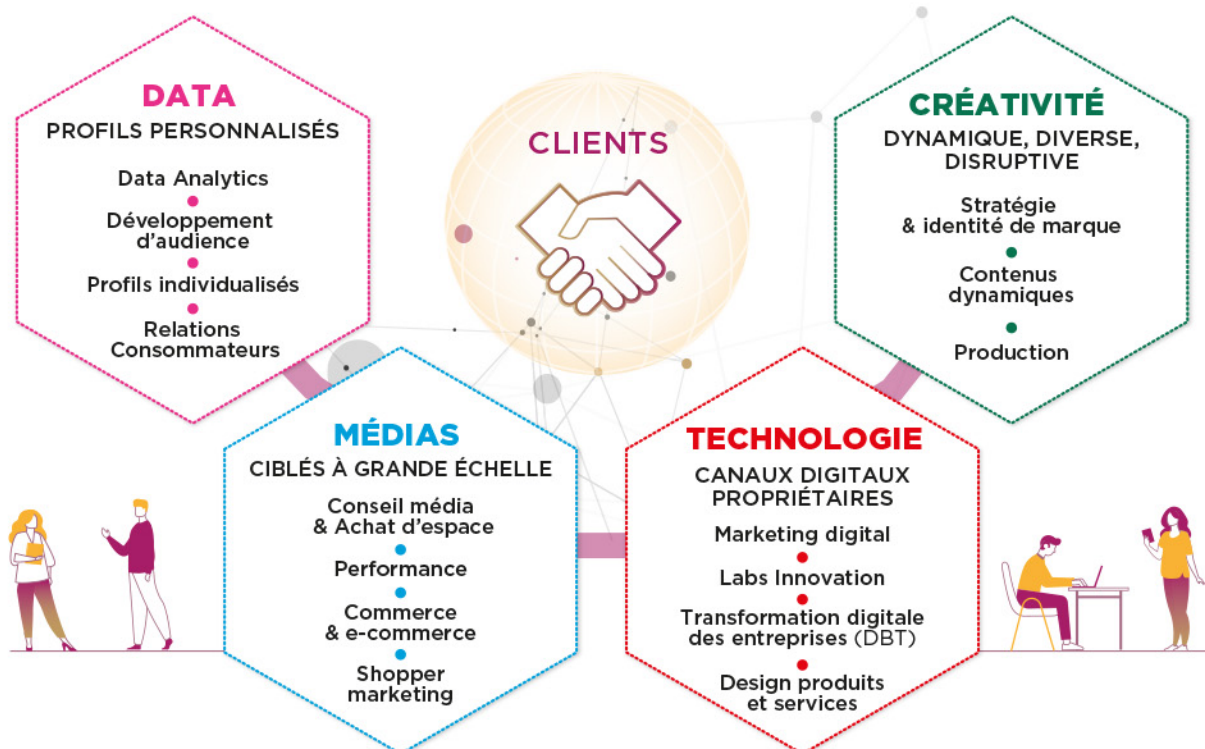 DATA
PROFILS PERSONNALISÉS
Data Analytics
Développement
d'audience
Profils individualisés
Relations
Consommateurs
CLIENTS
CRÉATIVITÉ
DYNAMIQUE, DIVERSE,
DISRUPTIVE
Stratégie
& identité de marque
Contenus
dynamiques
Production
MÉDIAS
CIBLÉS À GRANDE ÉCHELLE
Conseil média
& Achat d'espace
Performance
Commerce
& e-commerce
Shopper
marketing
TECHNOLOGIE
CANAUX DIGITAUX
PROPRIÉTAIRES
Marketing digital
Labs Innovation
Transformation digitale
des entreprises (DBT)
Design produits
et services